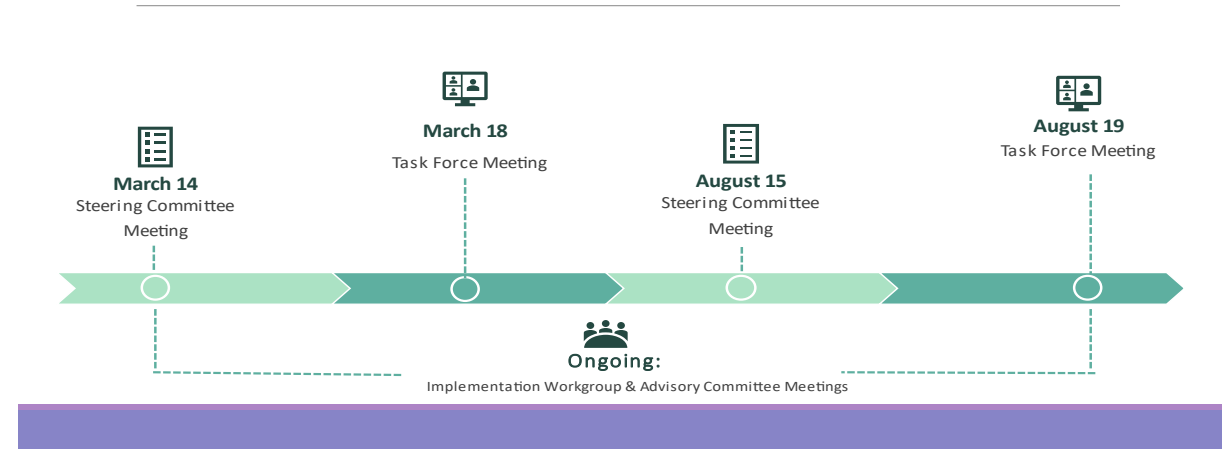 March 14
Steering Committee
Meeting
March 18
Task Force Meeting
August 15
Steering Committee
Meeting
August 19
Task Force Meeting
Ongoing:
Implementation Workgroup & Advisory Committee Meetings